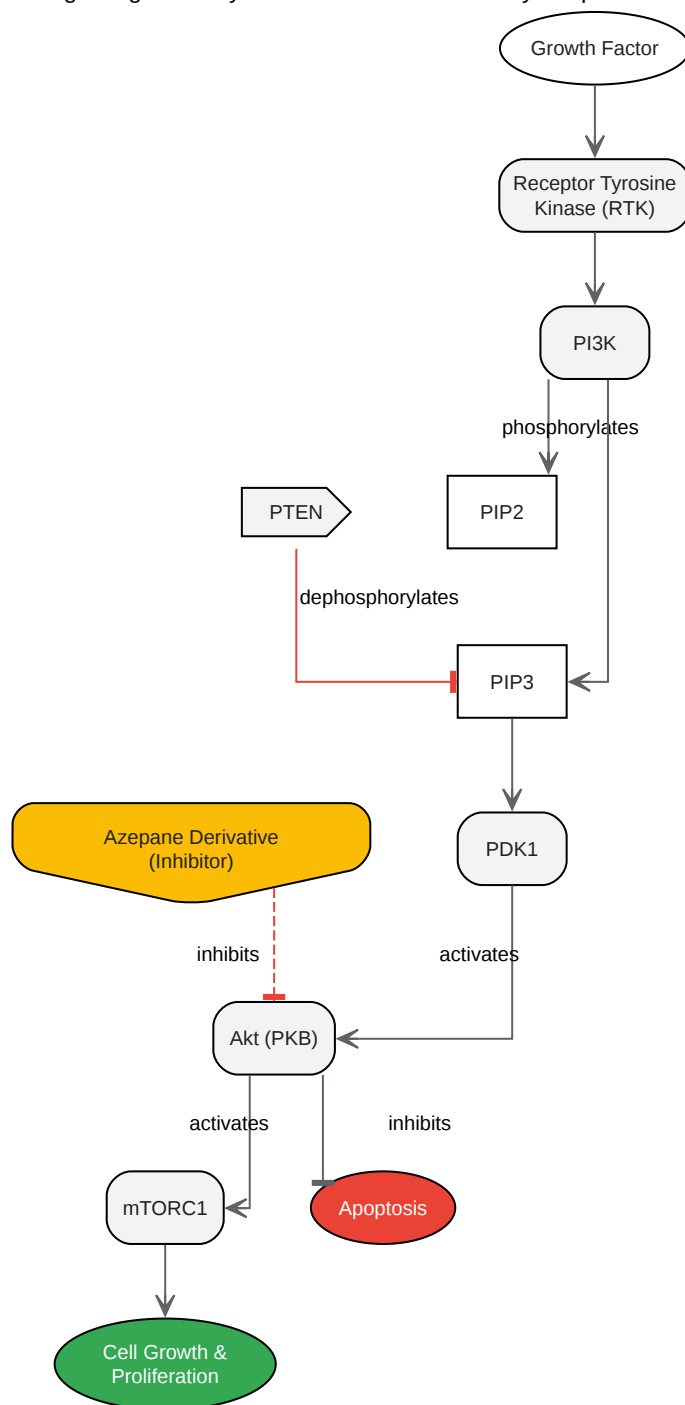 Growth Factor
Receptor Tyrosine
Kinase (RTK)
PI3K
phosphorylates
PTEN
PIP2
dephosphorylates
PIP3
Azepane Derivative
(Inhibitor)
PDK1
inhibits
activates
Akt (PKB)
activates
inhibits
mTORC1
Apoptosis
Cell Growth &
Proliferation